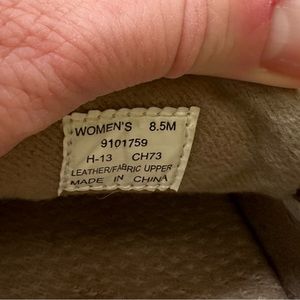 WOMEN'S 8.5M
9101759
H-13 CH73
LEATHER/FABRIC UPPER
MADE IN CHINA